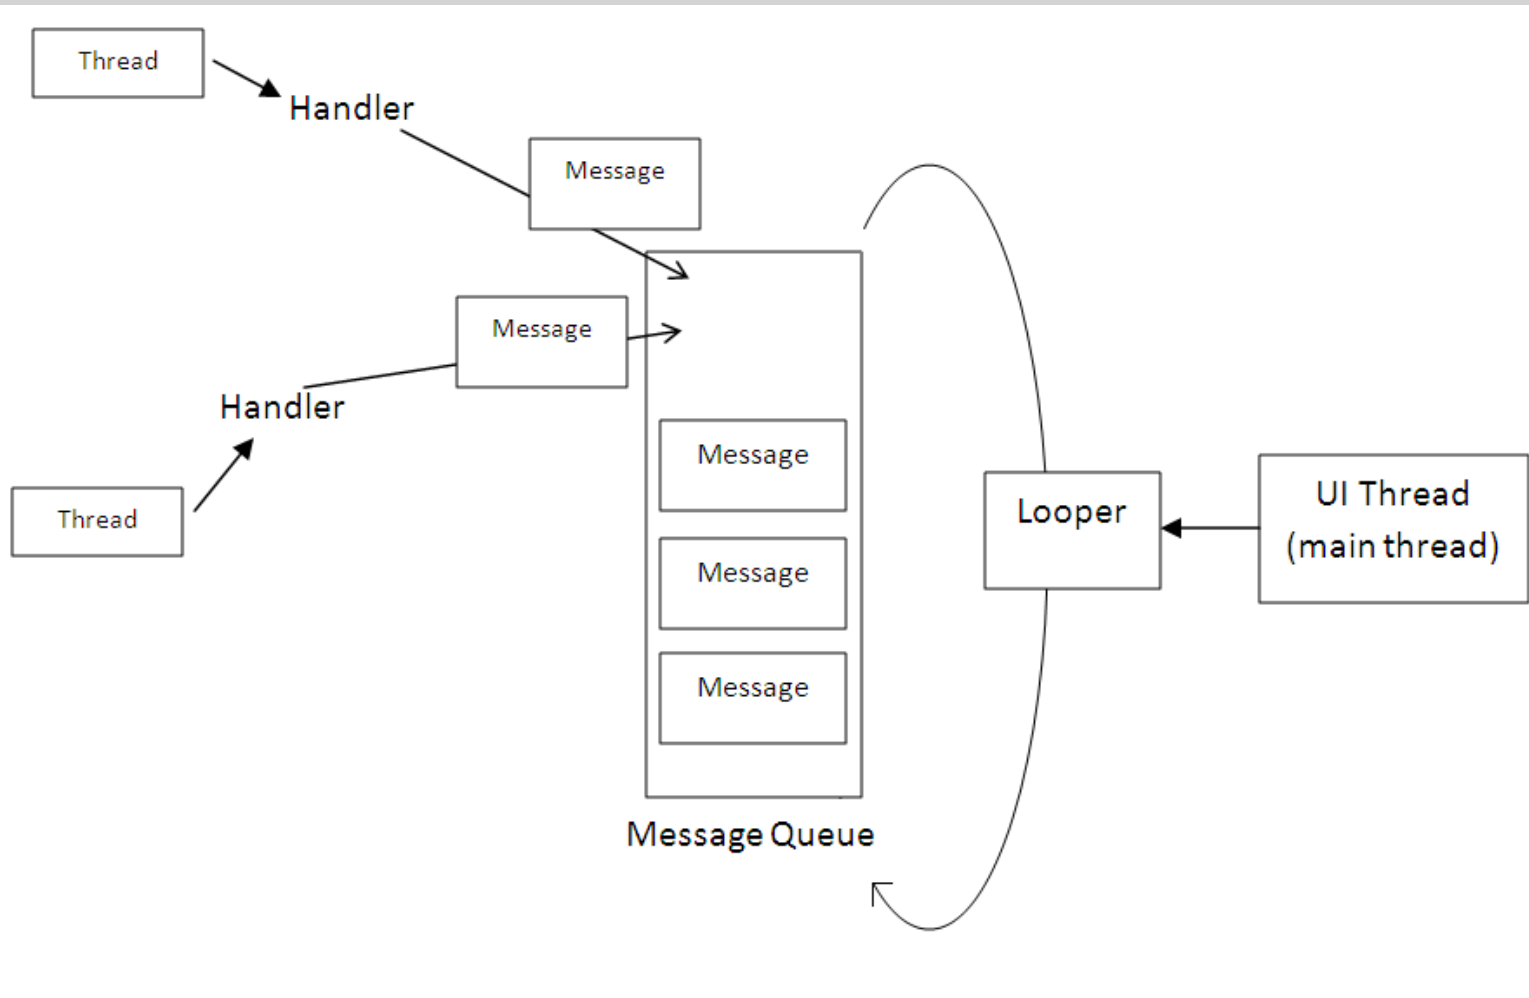 Thread
Handler
Message
Message
Handler
Thread
Message
Message
Message
Message Queue
Looper
UI Thread
(main thread)